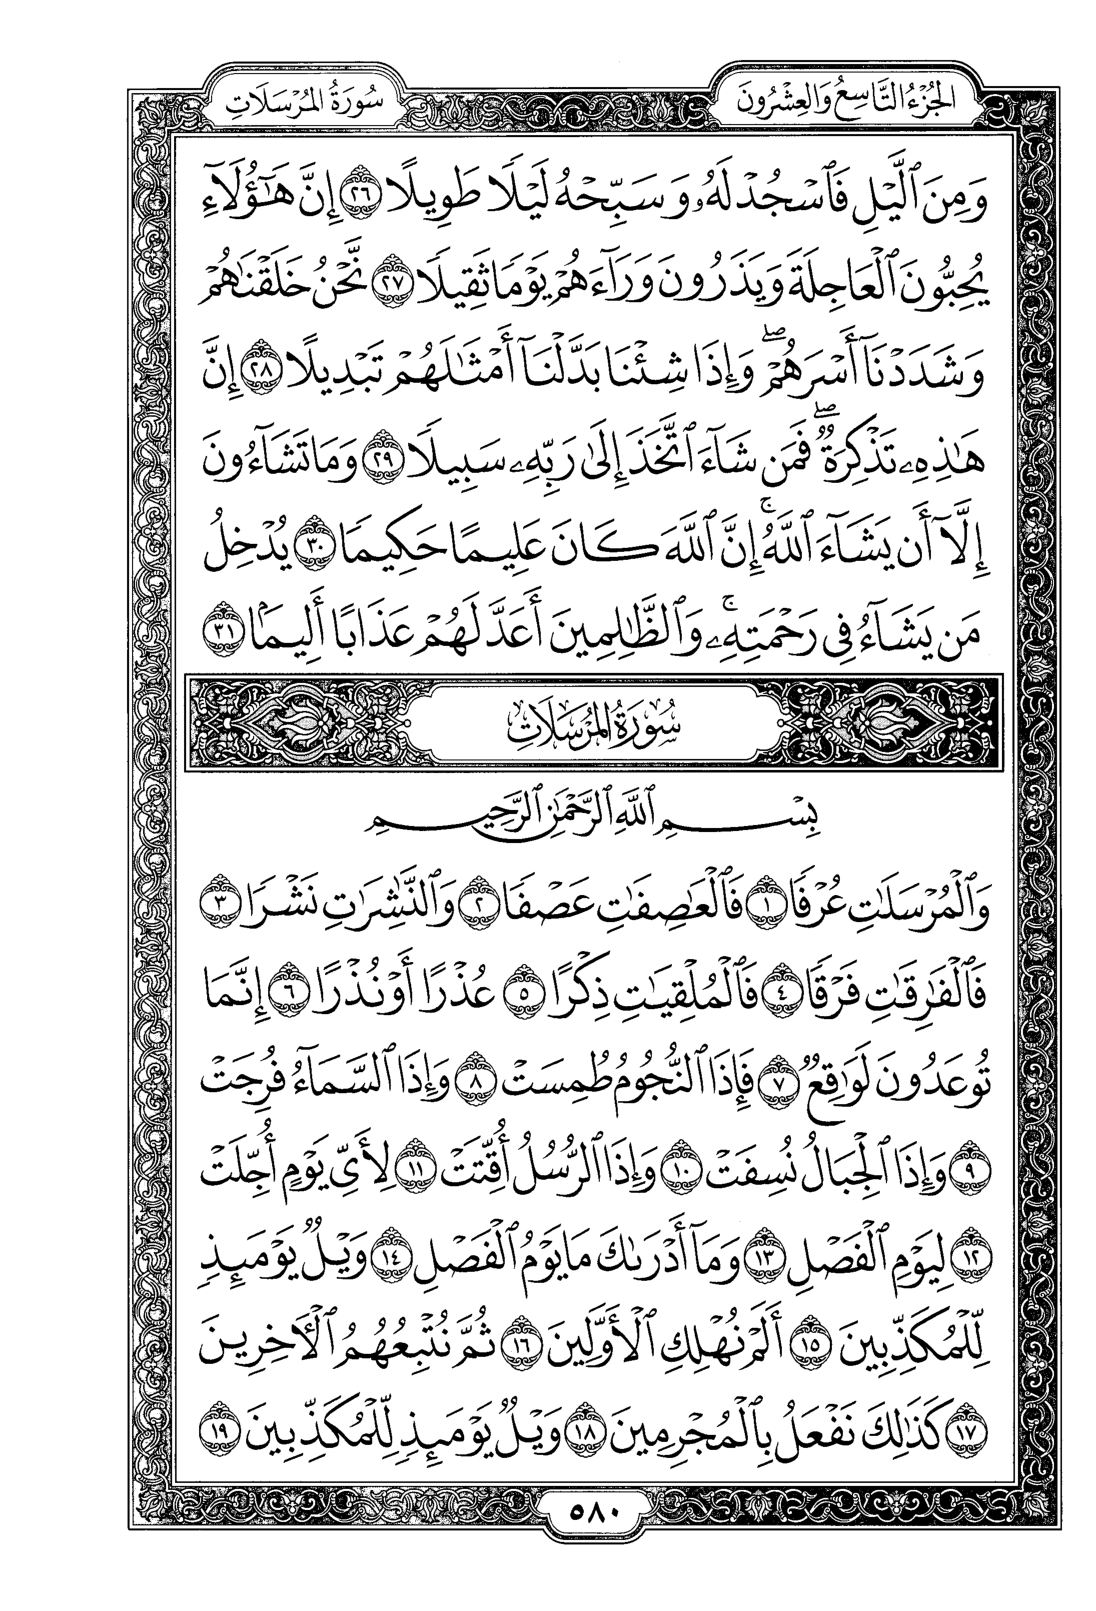 الجُزْءُ التَّاسِعُ وَالعِشْرُونَ
سُورَةُ المُرْسَلَاتِ
وَمِنَ ٱلَّيْلِ فَٱسْجُدْ لَهُۥ وَسَبِّحْهُ لَيْلًا طَوِيلًا ٢٦ إِنَّ هَٰٓؤُلَآءِ
يُحِبُّونَ ٱلْعَاجِلَةَ وَيَذَرُونَ وَرَآءَهُمْ يَوْمًا ثَقِيلًا ٢٧ نَّحْنُ خَلَقْنَٰهُمْ
وَشَدَدْنَآ أَسْرَهُمْ ۖ وَإِذَا شِئْنَا بَدَّلْنَآ أَمْثَٰلَهُمْ تَبْدِيلًا ٢٨ إِنَّ
هَٰذِهِۦ تَذْكِرَةٌ ۖ فَمَن شَآءَ ٱتَّخَذَ إِلَىٰ رَبِّهِۦ سَبِيلًا ٢٩ وَمَا تَشَآءُونَ
إِلَّآ أَن يَشَآءَ ٱللَّهُ ۚ إِنَّ ٱللَّهَ كَانَ عَلِيمًا حَكِيمًا ٣٠ يُدْخِلُ
مَن يَشَآءُ فِى رَحْمَتِهِۦ ۚ وَٱلظَّٰلِمِينَ أَعَدَّ لَهُمْ عَذَابًا أَلِيمًۢا ٣١
سُورَةُ المُرْسَلَاتِ
بِسْمِ ٱللَّهِ ٱلرَّحْمَٰنِ ٱلرَّحِيمِ
وَٱلْمُرْسَلَٰتِ عُرْفًا ١ فَٱلْعَٰصِفَٰتِ عَصْفًا ٢ وَٱلنَّٰشِرَٰتِ نَشْرًا ٣
فَٱلْفَٰرِقَٰتِ فَرْقًا ٤ فَٱلْمُلْقِيَٰتِ ذِكْرًا ٥ عُذْرًا أَوْ نُذْرًا ٦ إِنَّمَا
تُوعَدُونَ لَوَٰقِعٌ ٧ فَإِذَا ٱلنُّجُومُ طُمِسَتْ ٨ وَإِذَا ٱلسَّمَآءُ فُرِجَتْ
٩ وَإِذَا ٱلْجِبَالُ نُسِفَتْ ١٠ وَإِذَا ٱلرُّسُلُ أُقِّتَتْ ١١ لِأَىِّ يَوْمٍ أُجِّلَتْ
١٢ لِيَوْمِ ٱلْفَصْلِ ١٣ وَمَآ أَدْرَىٰكَ مَا يَوْمُ ٱلْفَصْلِ ١٤ وَيْلٌ يَوْمَئِذٍ
لِّلْمُكَذِّبِينَ ١٥ أَلَمْ نُهْلِكِ ٱلْأَوَّلِينَ ١٦ ثُمَّ نُتْبِعُهُمُ ٱلْـَٔاخِرِينَ
١٧ كَذَٰلِكَ نَفْعَلُ بِٱلْمُجْرِمِينَ ١٨ وَيْلٌ يَوْمَئِذٍ لِّلْمُكَذِّبِينَ ١٩
٥٨٠